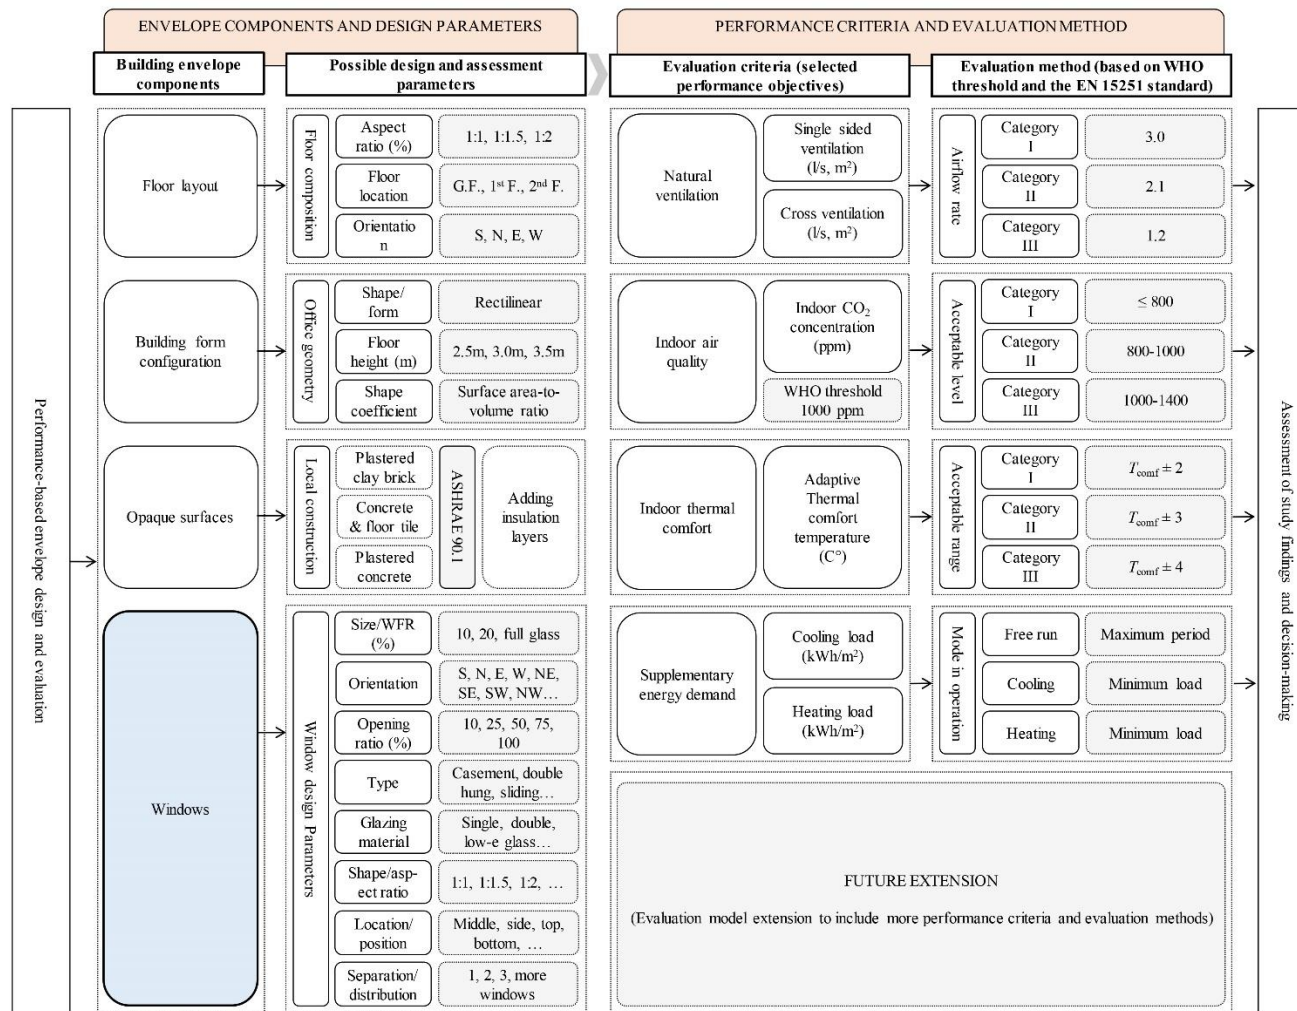 ENVELOPE COMPONENTS AND DESIGN PARAMETERS
PERFORMANCE CRITERIA AND EVALUATION METHOD
Building envelope
components
Possible design and assessment
parameters
Evaluation criteria (selected
performance objectives)
Evaluation method (based on WHO
threshold and the EN 15251 standard)
Performance-based envelope design and evaluation
Floor layout
Floor composition
Aspect
ratio (%)
1:1, 1:1.5, 1:2
Floor
location
G.F., 1st F., 2nd F.
Orientatio
n
S, N, E, W
Natural
ventilation
Single sided
ventilation
(l/s, m²)
Cross ventilation
(l/s, m²)
Airflow rate
Category
I
3.0
Category
II
2.1
Category
III
1.2
Building form
configuration
Office geometry
Shape/
form
Rectilinear
Floor
height (m)
2.5m, 3.0m, 3.5m
Shape
coefficient
Surface area-to-
volume ratio
Indoor air
quality
Indoor CO₂
concentration
(ppm)
WHO threshold
1000 ppm
Acceptable level
Category
I
≤ 800
Category
II
800-1000
Category
III
1000-1400
Opaque surfaces
Local construction
Plastered
clay brick
Concrete
& floor tile
Plastered
concrete
ASHRAE 90.1
Adding
insulation
layers
Indoor thermal
comfort
Adaptive
Thermal
comfort
temperature
(C°)
Acceptable range
Category
I
Tcomf ± 2
Category
II
Tcomf ± 3
Category
III
Tcomf ± 4
Windows
Window design Parameters
Size/WFR
(%)
10, 20, full glass
Orientation
S, N, E, W, NE,
SE, SW, NW…
Opening
ratio (%)
10, 25, 50, 75,
100
Type
Casement, double
hung, sliding…
Glazing
material
Single, double,
low-e glass…
Shape/asp-
ect ratio
1:1, 1:1.5, 1:2, …
Location/
position
Middle, side, top,
bottom, …
Separation/
distribution
1, 2, 3, more
windows
Supplementary
energy demand
Cooling load
(kWh/m²)
Heating load
(kWh/m²)
Mode in operation
Free run
Maximum period
Cooling
Minimum load
Heating
Minimum load
FUTURE EXTENSION
(Evaluation model extension to include more performance criteria and evaluation methods)
Assessment of study findings and decision-making